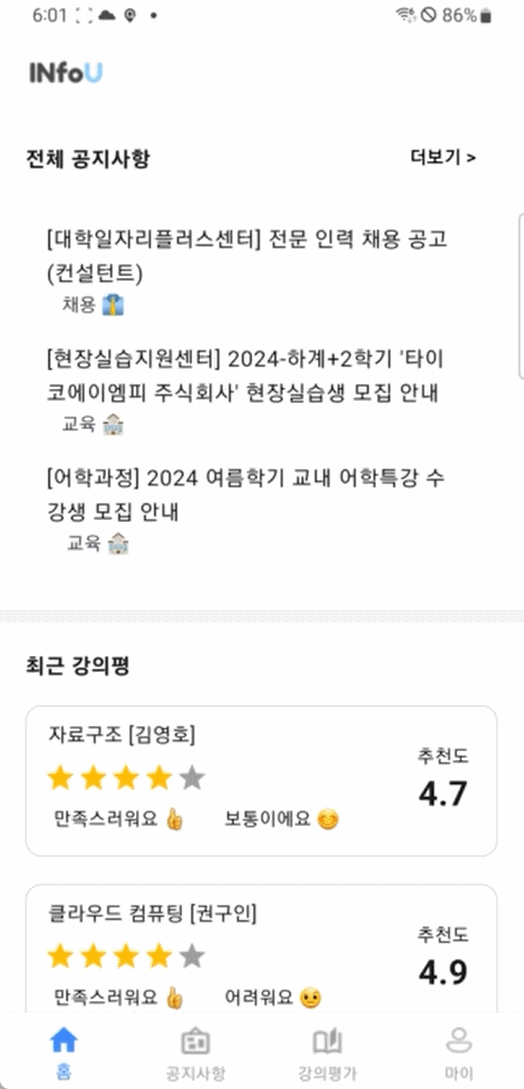 6:01
86%
INfoU
전체 공지사항
더보기 >
[대학일자리플러스센터] 전문 인력 채용 공고
(컨설턴트)
채용 👔
[현장실습지원센터] 2024-하계+2학기 '타이
코에이엠피 주식회사' 현장실습생 모집 안내
교육 🏫
[어학과정] 2024 여름학기 교내 어학특강 수
강생 모집 안내
교육 🏫
최근 강의평
자료구조 [김영호]
추천도
4.7
만족스러워요 👍 보통이에요 😊
클라우드 컴퓨팅 [권구인]
추천도
4.9
만족스러워요 👍 어려워요 😐
홈
공지사항
강의평가
마이